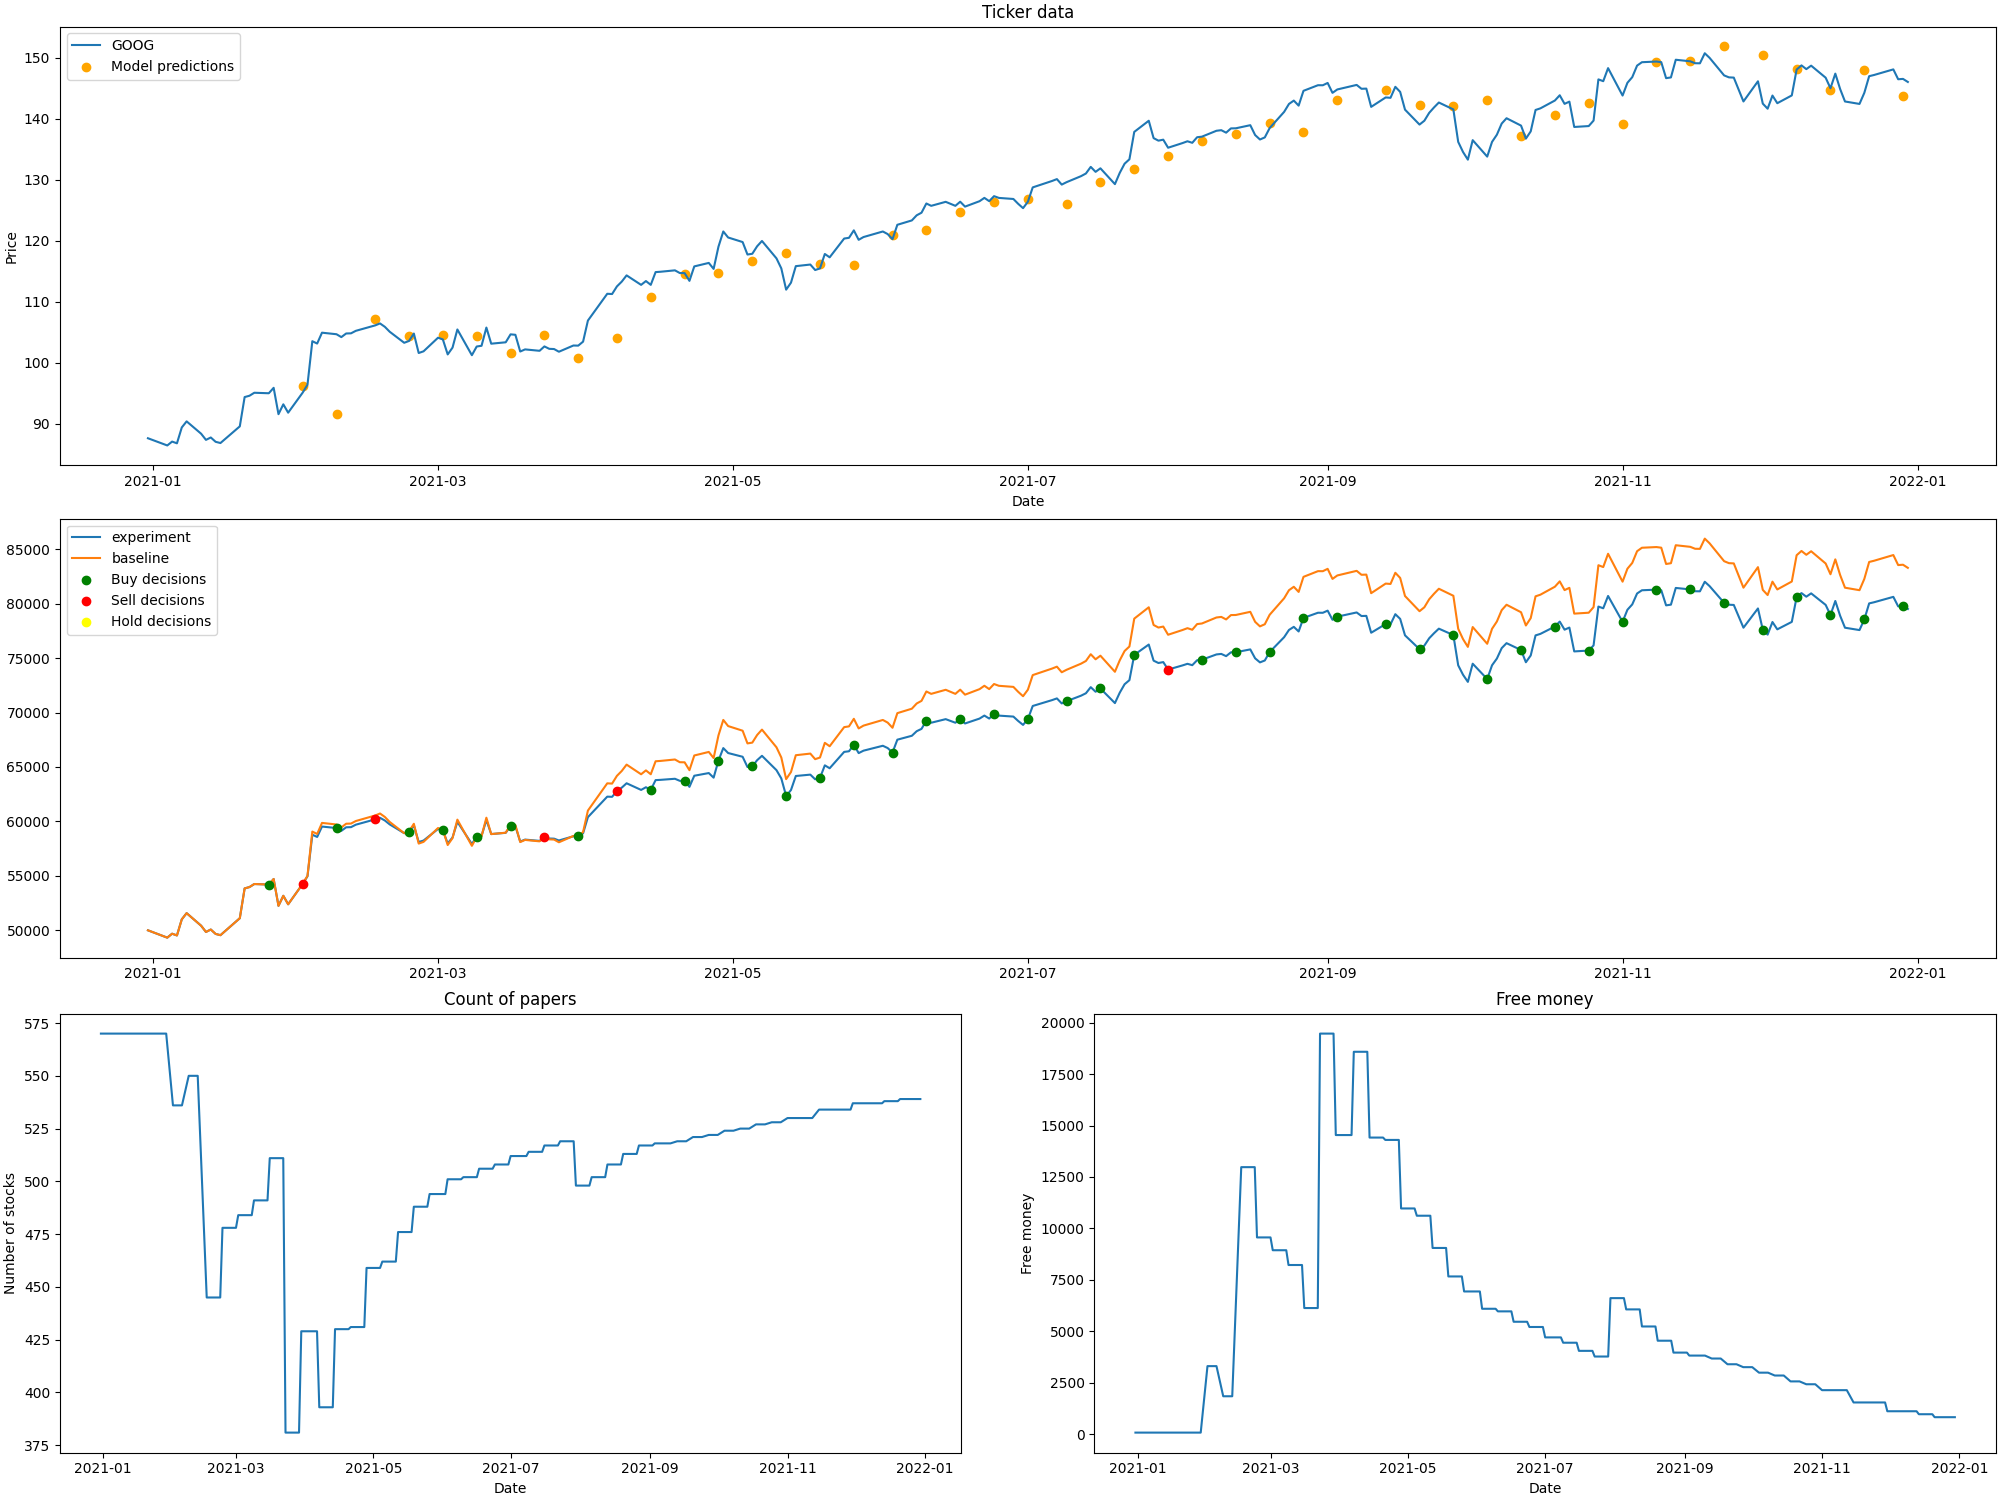 Ticker data
GOOG
Model predictions
150
140
130
120
110
100
90
Price
2021-01 2021-03 2021-05 2021-07 2021-09 2021-11 2022-01
Date
experiment
baseline
Buy decisions
Sell decisions
Hold decisions
85000
80000
75000
70000
65000
60000
55000
50000
2021-01 2021-03 2021-05 2021-07 2021-09 2021-11 2022-01
Count of papers
575
550
525
500
475
450
425
400
375
Number of stocks
2021-01 2021-03 2021-05 2021-07 2021-09 2021-11 2022-01
Date
Free money
20000
17500
15000
12500
10000
7500
5000
2500
0
Free money
2021-01 2021-03 2021-05 2021-07 2021-09 2021-11 2022-01
Date